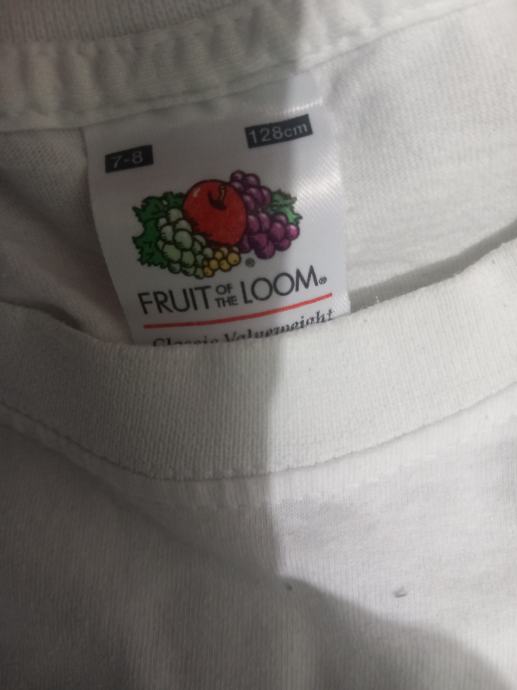 7-8 128cm
FRUIT OF THE LOOM®
Classic Valueweight